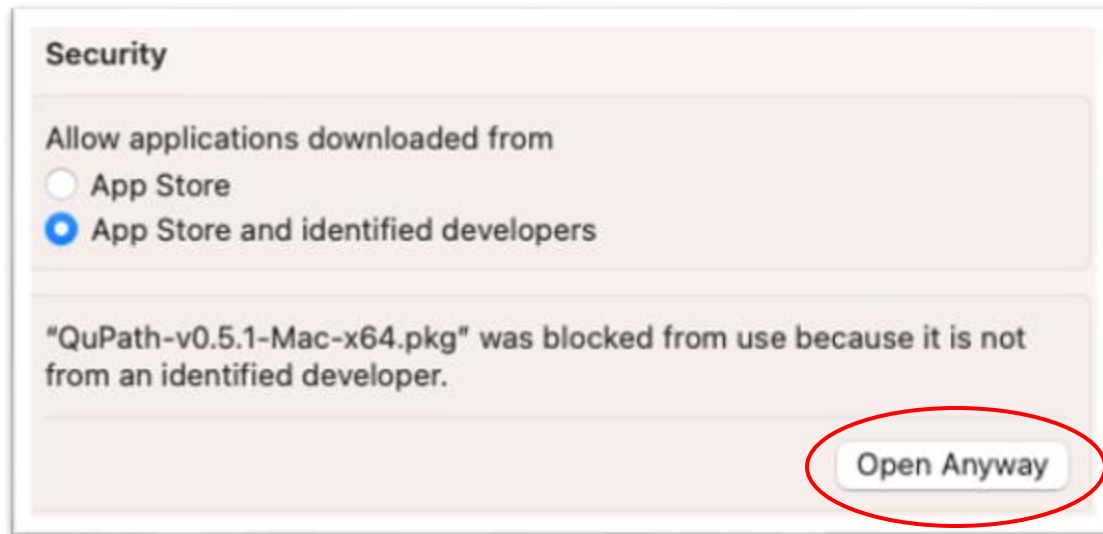 Security
Allow applications downloaded from
App Store
App Store and identified developers
“QuPath-v0.5.1-Mac-x64.pkg” was blocked from use because it is not
from an identified developer.
Open Anyway